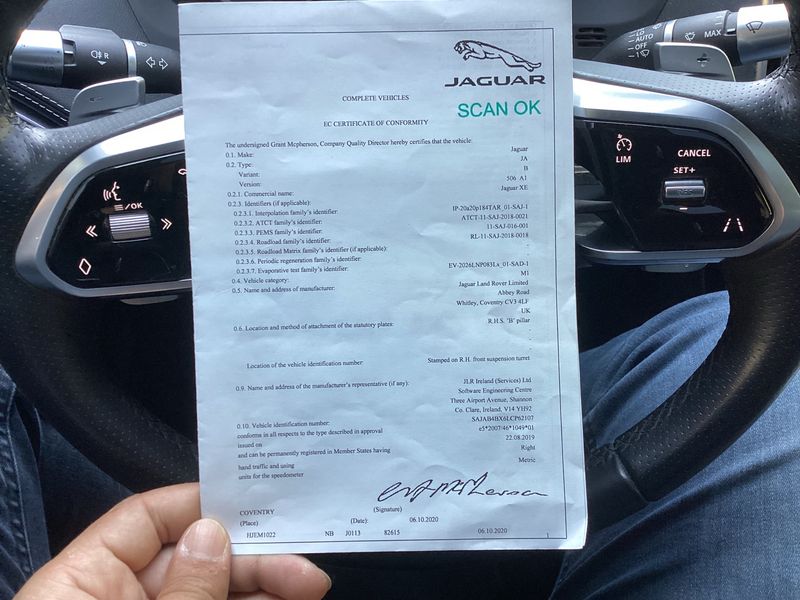 JAGUAR
SCAN OK
COMPLETE VEHICLES
EC CERTIFICATE OF CONFORMITY
The undersigned Grant Mcpherson, Company Quality Director hereby certifies that the vehicle:
0.1. Make: Jaguar
0.2. Type: JA
Variant: B
Version: 506 A1
0.2.1. Commercial name: Jaguar XE
0.2.3. Identifiers (if applicable):
0.2.3.1. Interpolation family's identifier: IP-20a20p184TAR_01-SAJ-1
0.2.3.2. ATCT family's identifier: ATCT-11-SAJ-2018-0021
0.2.3.3. PEMS family's identifier: 11-SAJ-016-001
0.2.3.4. Roadload family's identifier: RL-11-SAJ-2018-0018
0.2.3.5. Roadload Matrix family's identifier (if applicable): -
0.2.3.6. Periodic regeneration family's identifier: -
0.2.3.7. Evaporative test family's identifier: EV-2026LNP083La_01-SAD-1
0.4. Vehicle category: M1
0.5. Name and address of manufacturer: Jaguar Land Rover Limited
Abbey Road
Whitley, Coventry CV3 4LF
UK
0.6. Location and method of attachment of the statutory plates: R.H.S. 'B' pillar
-
-
-
Location of the vehicle identification number: Stamped on R.H. front suspension turret
0.9. Name and address of the manufacturer's representative (if any): JLR Ireland (Services) Ltd
Software Engineering Centre
Three Airport Avenue, Shannon
Co. Clare, Ireland, V14 YH92
0.10. Vehicle identification number: SAJAB4BX6LCP62107
conforms in all respects to the type described in approval e5*2007/46*1049*01
issued on 22.08.2019
and can be permanently registered in Member States having Right
hand traffic and using Metric
units for the speedometer
COVENTRY
(Signature)
(Place) (Date): 06.10.2020
HJEM1022 NB J0113 82615 06.10.2020
R
≡/OK
LO
AUTO
OFF
1
MAX
LIM
CANCEL
SET+
RES